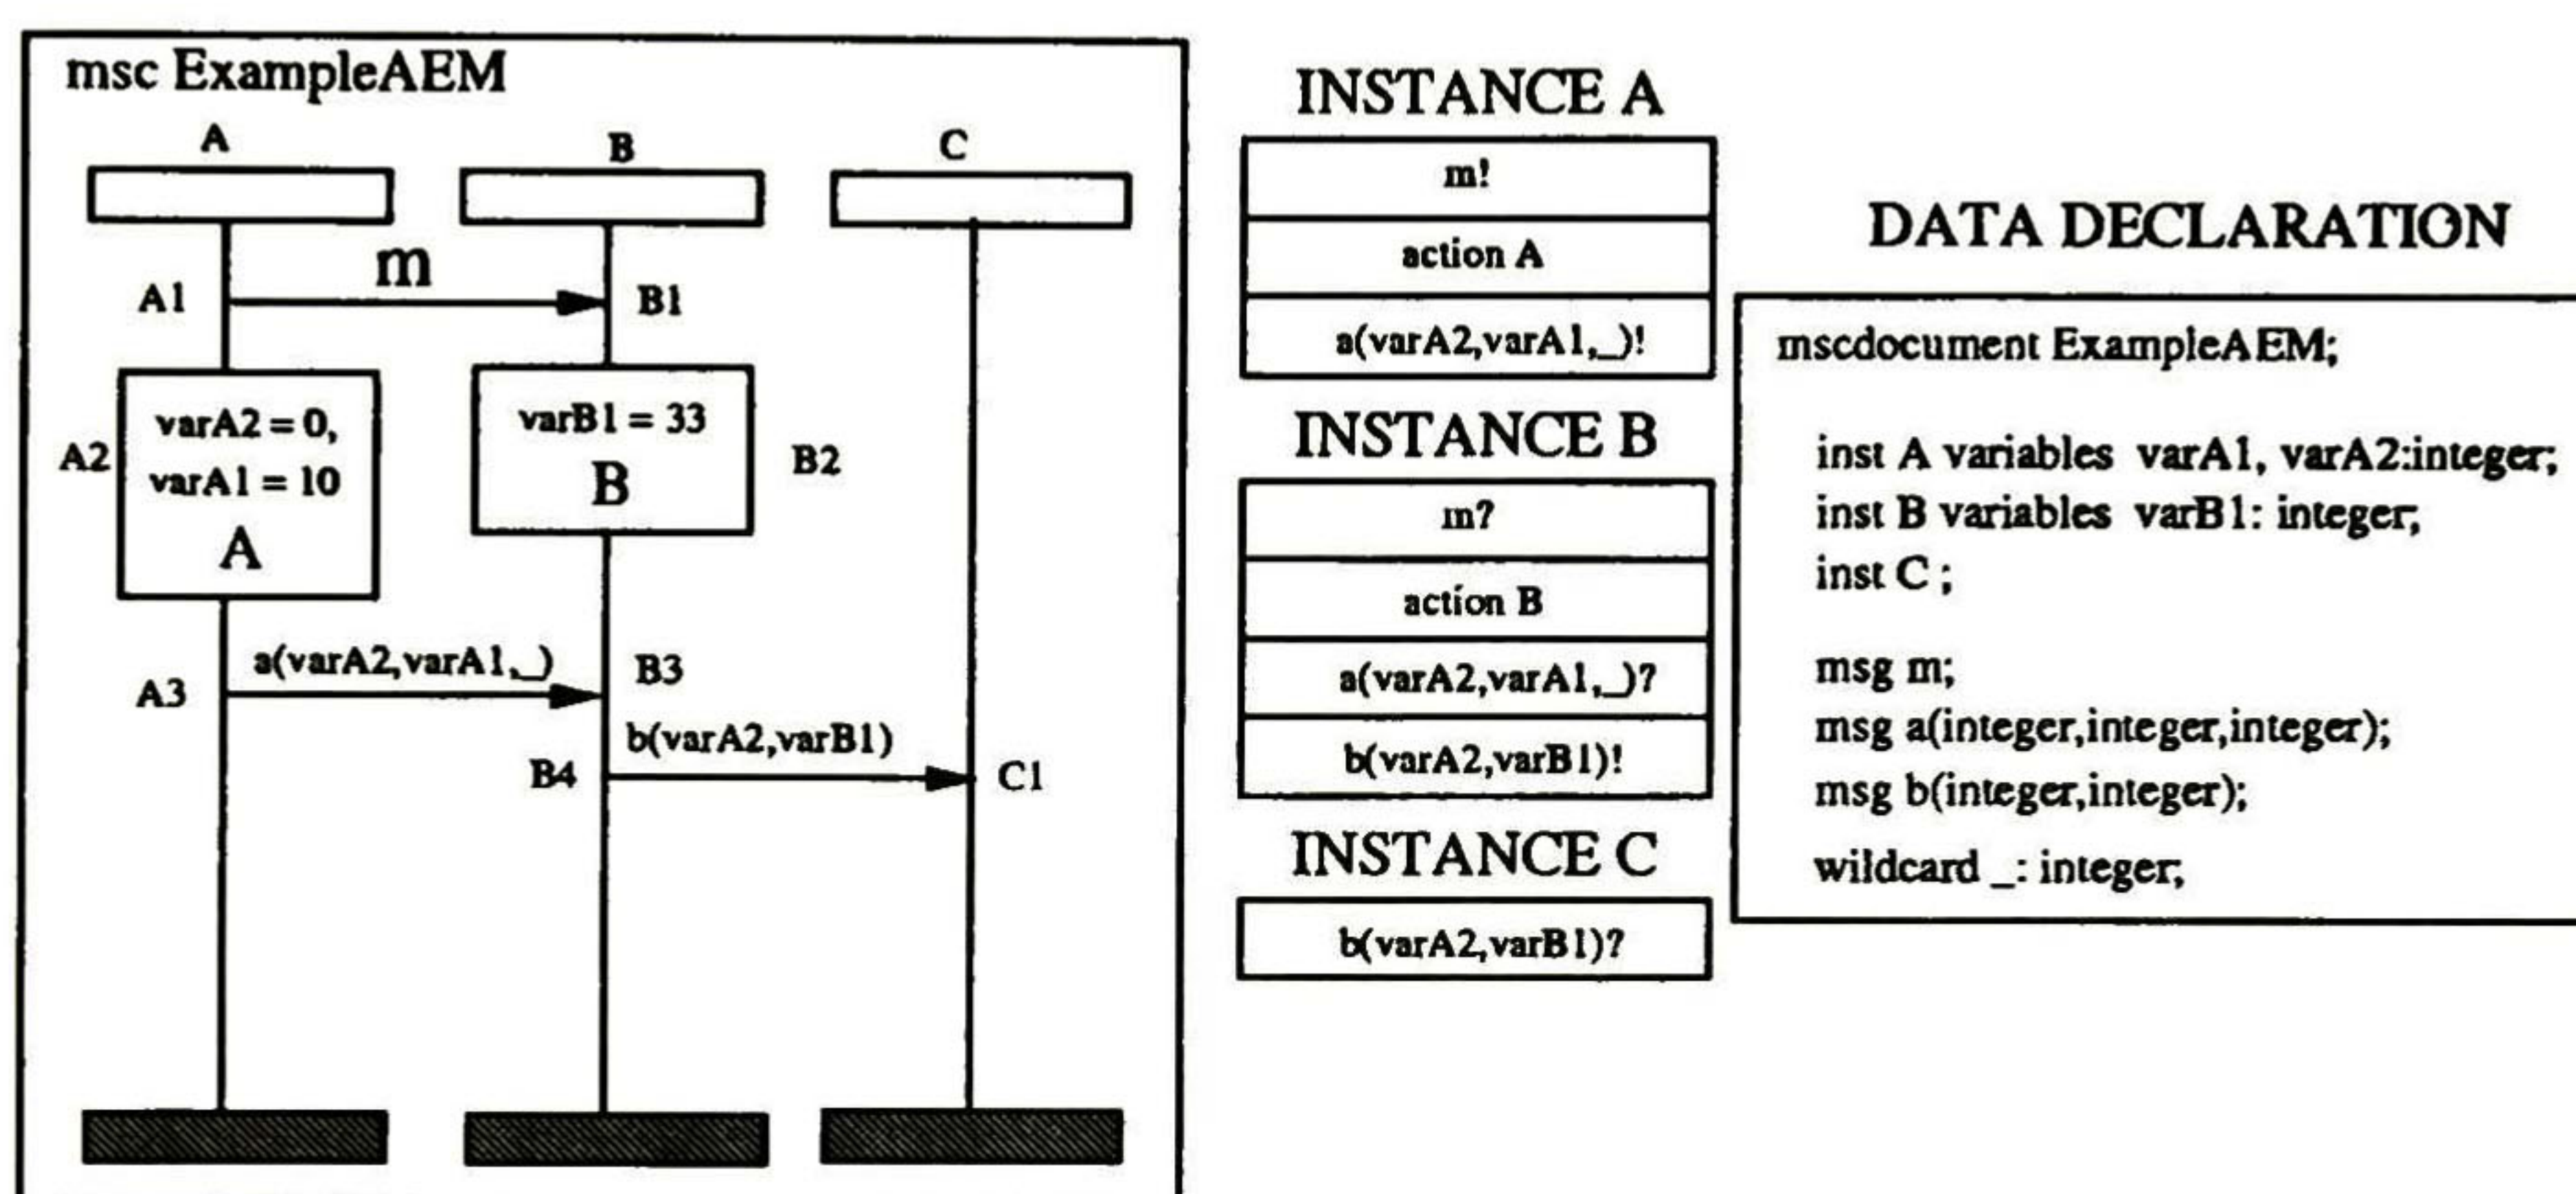 msc ExampleAEM
A
B
C
m
A1
B1
varA2 = 0,
varA1 = 10
A
A2
varB1 = 33
B
B2
a(varA2,varA1,_)
A3
B3
b(varA2,varB1)
B4
C1
INSTANCE A
m!
action A
a(varA2,varA1,_)!
INSTANCE B
m?
action B
a(varA2,varA1,_)?
b(varA2,varB1)!
INSTANCE C
b(varA2,varB1)?
DATA DECLARATION
mscdocument ExampleAEM;
inst A variables varA1, varA2:integer;
inst B variables varB1: integer;
inst C ;
msg m;
msg a(integer,integer,integer);
msg b(integer,integer);
wildcard _: integer;